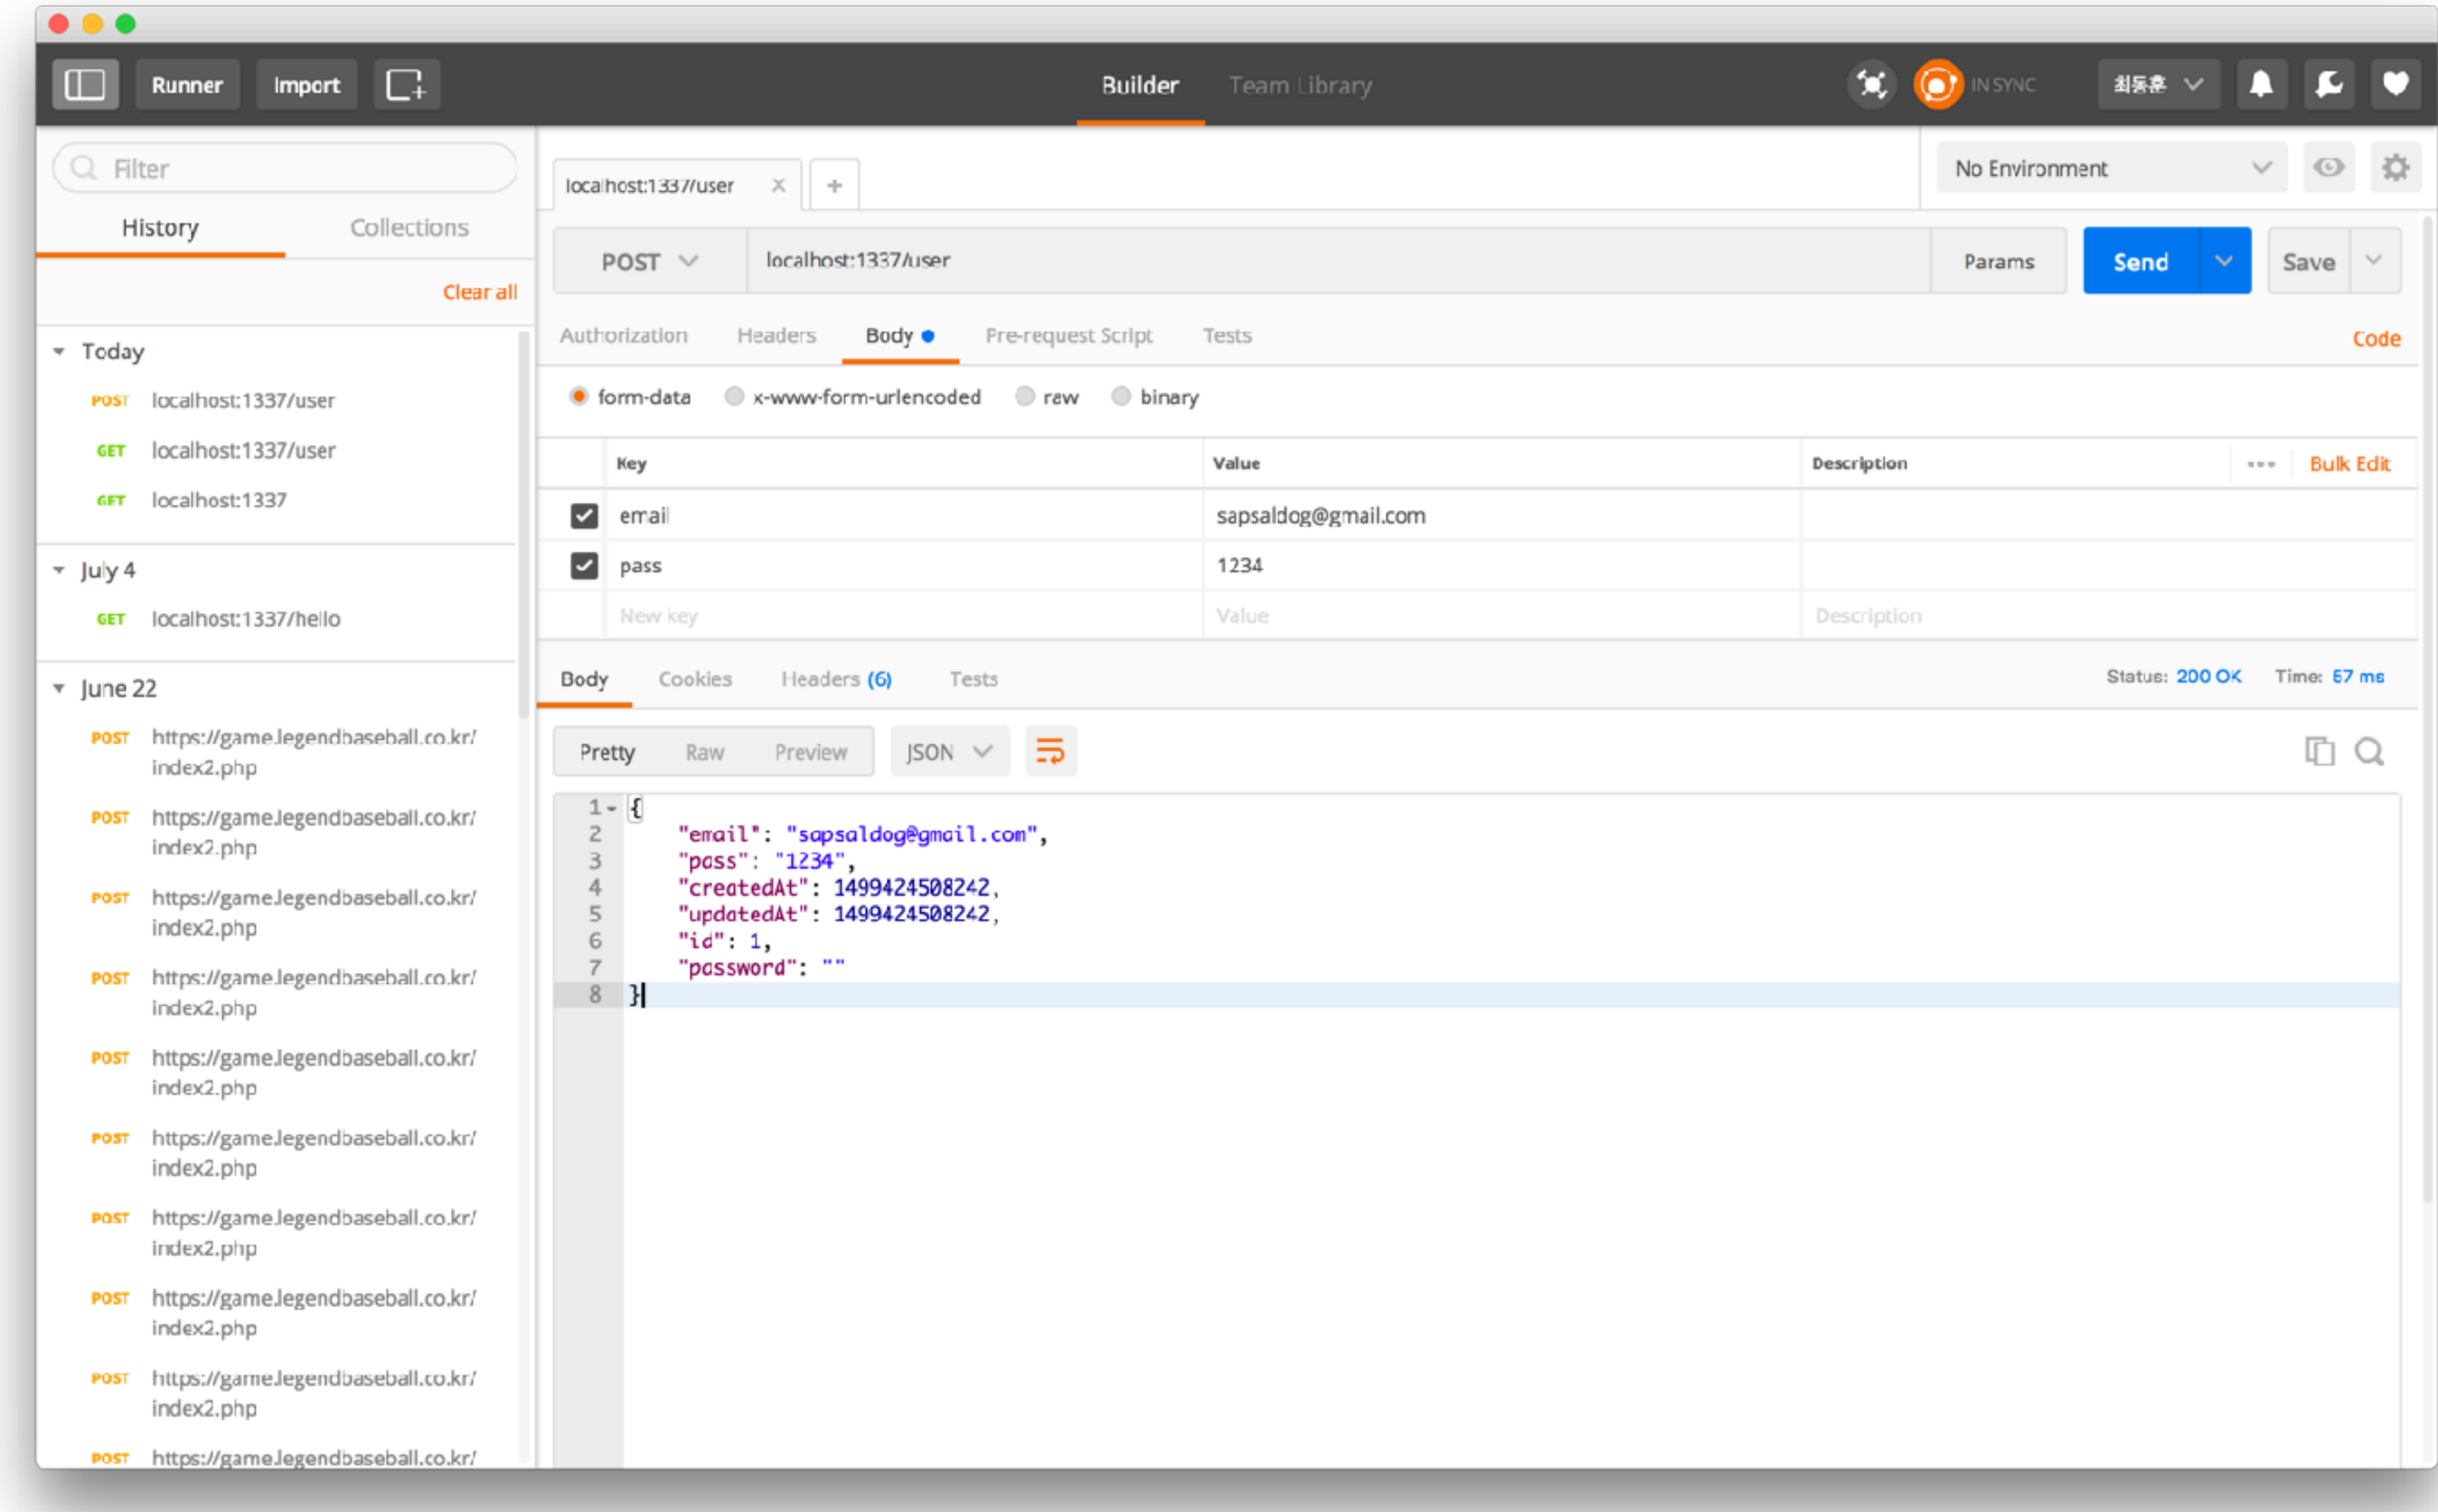 Runner Import Builder Team Library IN SYNC 최동훈
Filter
History Collections
Clear all
Today
POST localhost:1337/user
GET localhost:1337/user
GET localhost:1337
July 4
GET localhost:1337/hello
June 22
POST https://game.legendbaseball.co.kr/
index2.php
POST https://game.legendbaseball.co.kr/
index2.php
POST https://game.legendbaseball.co.kr/
index2.php
POST https://game.legendbaseball.co.kr/
index2.php
POST https://game.legendbaseball.co.kr/
index2.php
POST https://game.legendbaseball.co.kr/
index2.php
POST https://game.legendbaseball.co.kr/
index2.php
POST https://game.legendbaseball.co.kr/
index2.php
POST https://game.legendbaseball.co.kr/
index2.php
POST https://game.legendbaseball.co.kr/
localhost:1337/user No Environment
POST localhost:1337/user Params Send Save
Authorization Headers Body Pre-request Script Tests Code
form-data x-www-form-urlencoded raw binary
Key Value Description Bulk Edit
email sapsaldog@gmail.com
pass 1234
New key Value Description
Body Cookies Headers (6) Tests Status: 200 OK Time: 57 ms
Pretty Raw Preview JSON
1 {
2 "email": "sapsaldog@gmail.com",
3 "pass": "1234",
4 "createdAt": 1499424508242,
5 "updatedAt": 1499424508242,
6 "id": 1,
7 "password": ""
8 }